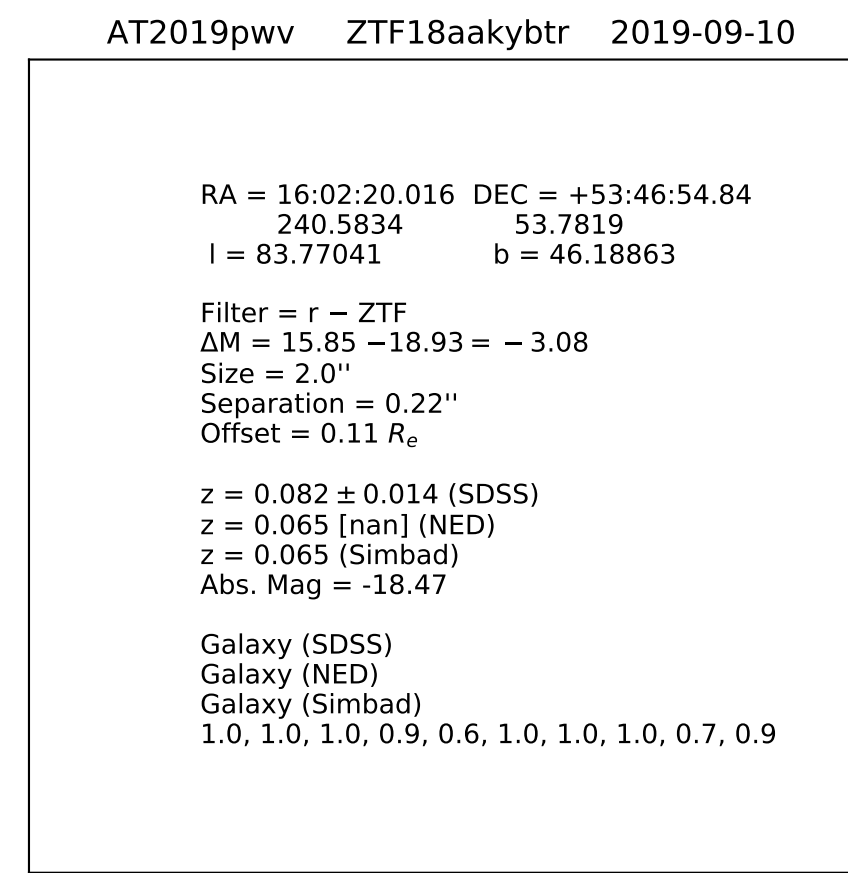 AT2019pwv ZTF18aakybtr 2019-09-10
RA = 16:02:20.016 DEC = +53:46:54.84
240.5834 53.7819
l = 83.77041 b = 46.18863
Filter = r − ZTF
ΔM = 15.85 −18.93 = − 3.08
Size = 2.0''
Separation = 0.22''
Offset = 0.11 Rₑ
z = 0.082 ± 0.014 (SDSS)
z = 0.065 [nan] (NED)
z = 0.065 (Simbad)
Abs. Mag = -18.47
Galaxy (SDSS)
Galaxy (NED)
Galaxy (Simbad)
1.0, 1.0, 1.0, 0.9, 0.6, 1.0, 1.0, 1.0, 0.7, 0.9